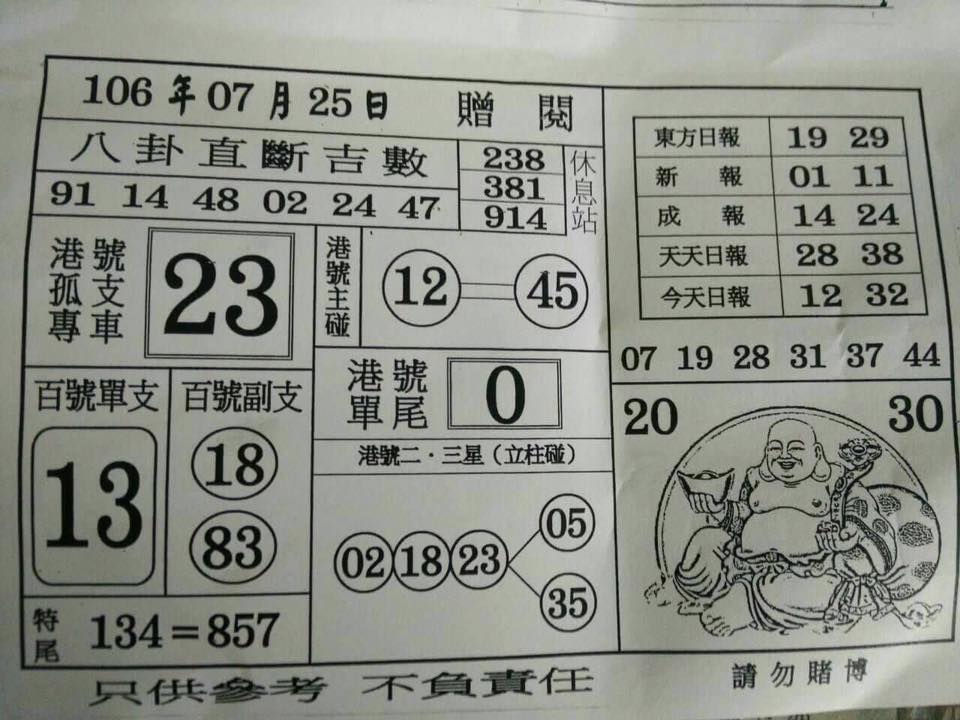 106年07月25日 贈 閱
八卦直斷吉數
91 14 48 02 24 47
238
381
914
休息站
港號
孤支
專車
23
港號主碰
12 45
百號單支
13
百號副支
18
83
港號
單尾
0
港號二·三星（立柱碰）
02 18 23
05
35
特尾
134=857
東方日報 19 29
新 報 01 11
成 報 14 24
天天日報 28 38
今天日報 12 32
07 19 28 31 37 44
20 30
只供參考 不負責任
請勿賭博